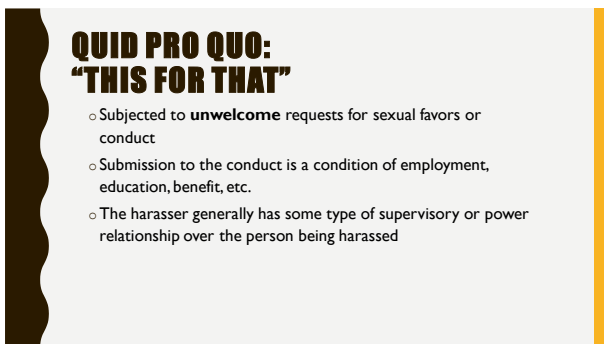 QUID PRO QUO:
“THIS FOR THAT”
○ Subjected to unwelcome requests for sexual favors or
conduct
○ Submission to the conduct is a condition of employment,
education, benefit, etc.
○ The harasser generally has some type of supervisory or power
relationship over the person being harassed